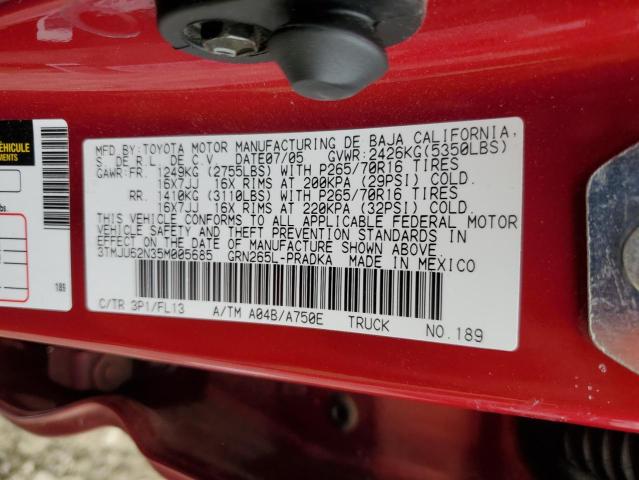 ÉHICULE
EMENTS
lbs
189
MFD.BY:TOYOTA MOTOR MANUFACTURING DE BAJA CALIFORNIA,
S. DE R.L. DE C.V. DATE07/05 GVWR:2426KG(5350LBS)
GAWR:FR. 1249KG (2755LBS) WITH P265/70R16 TIRES
16X7JJ 16X RIMS AT 200KPA (29PSI) COLD.
RR. 1410KG (3110LBS) WITH P265/70R16 TIRES
16X7JJ 16X RIMS AT 220KPA (32PSI) COLD.
THIS VEHICLE CONFORMS TO ALL APPLICABLE FEDERAL MOTOR
VEHICLE SAFETY AND THEFT PREVENTION STANDARDS IN
EFFECT ON THE DATE OF MANUFACTURE SHOWN ABOVE.
3TMJU62N35M005685 GRN265L-PRADKA MADE IN MEXICO
C/TR 3P1/FL13 A/TM A04B/A750E TRUCK NO.189